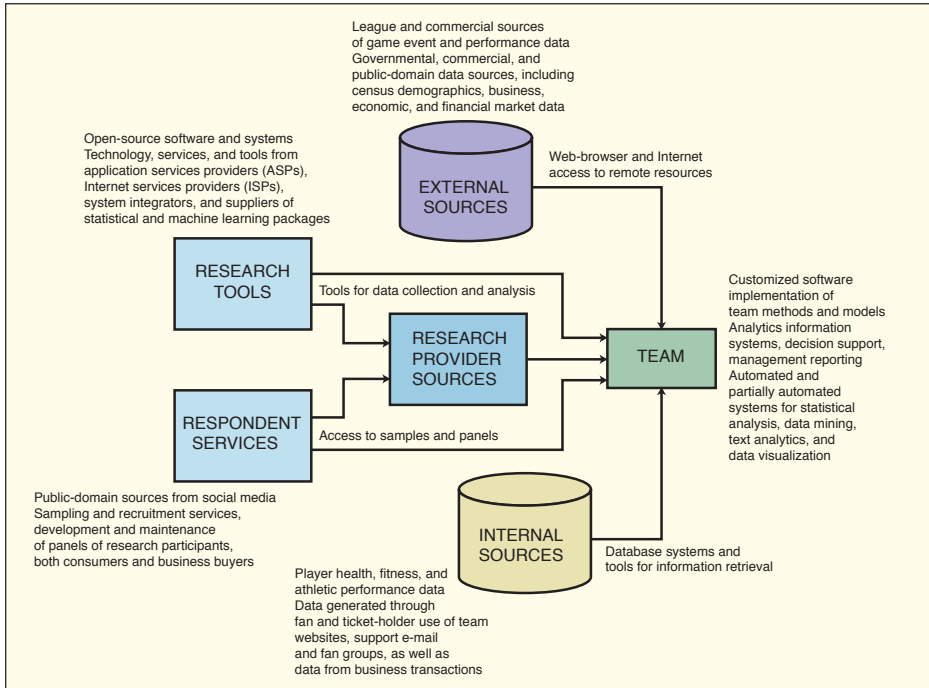 League and commercial sources
of game event and performance data
Governmental, commercial, and
public-domain data sources, including
census demographics, business,
economic, and financial market data
Open-source software and systems
Technology, services, and tools from
application services providers (ASPs),
Internet services providers (ISPs),
system integrators, and suppliers of
statistical and machine learning packages
EXTERNAL
SOURCES
Web-browser and Internet
access to remote resources
RESEARCH
TOOLS
Tools for data collection and analysis
RESEARCH
PROVIDER
SOURCES
TEAM
Customized software
implementation of
team methods and models
Analytics information
systems, decision support,
management reporting
Automated and
partially automated
systems for statistical
analysis, data mining,
text analytics, and
data visualization
RESPONDENT
SERVICES
Access to samples and panels
Public-domain sources from social media
Sampling and recruitment services,
development and maintenance
of panels of research participants,
both consumers and business buyers
INTERNAL
SOURCES
Database systems and
tools for information retrieval
Player health, fitness, and
athletic performance data
Data generated through
fan and ticket-holder use of team
websites, support e-mail
and fan groups, as well as
data from business transactions